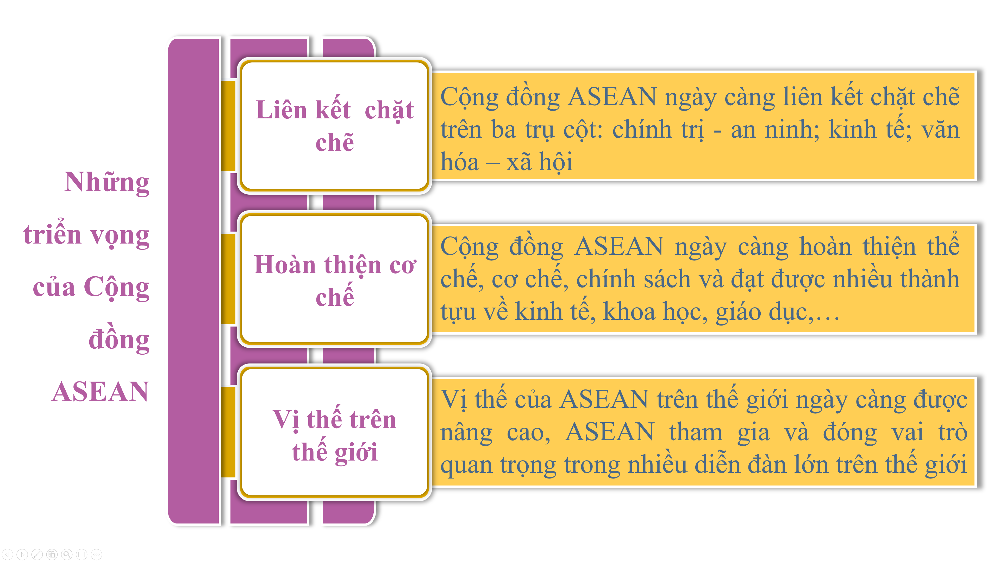 Những
triển vọng
của Cộng
đồng
ASEAN
Liên kết chặt
chẽ
Cộng đồng ASEAN ngày càng liên kết chặt chẽ
trên ba trụ cột: chính trị - an ninh; kinh tế; văn
hóa – xã hội
Hoàn thiện cơ
chế
Cộng đồng ASEAN ngày càng hoàn thiện thể
chế, cơ chế, chính sách và đạt được nhiều thành
tựu về kinh tế, khoa học, giáo dục,…
Vị thế trên
thế giới
Vị thế của ASEAN trên thế giới ngày càng được
nâng cao, ASEAN tham gia và đóng vai trò
quan trọng trong nhiều diễn đàn lớn trên thế giới